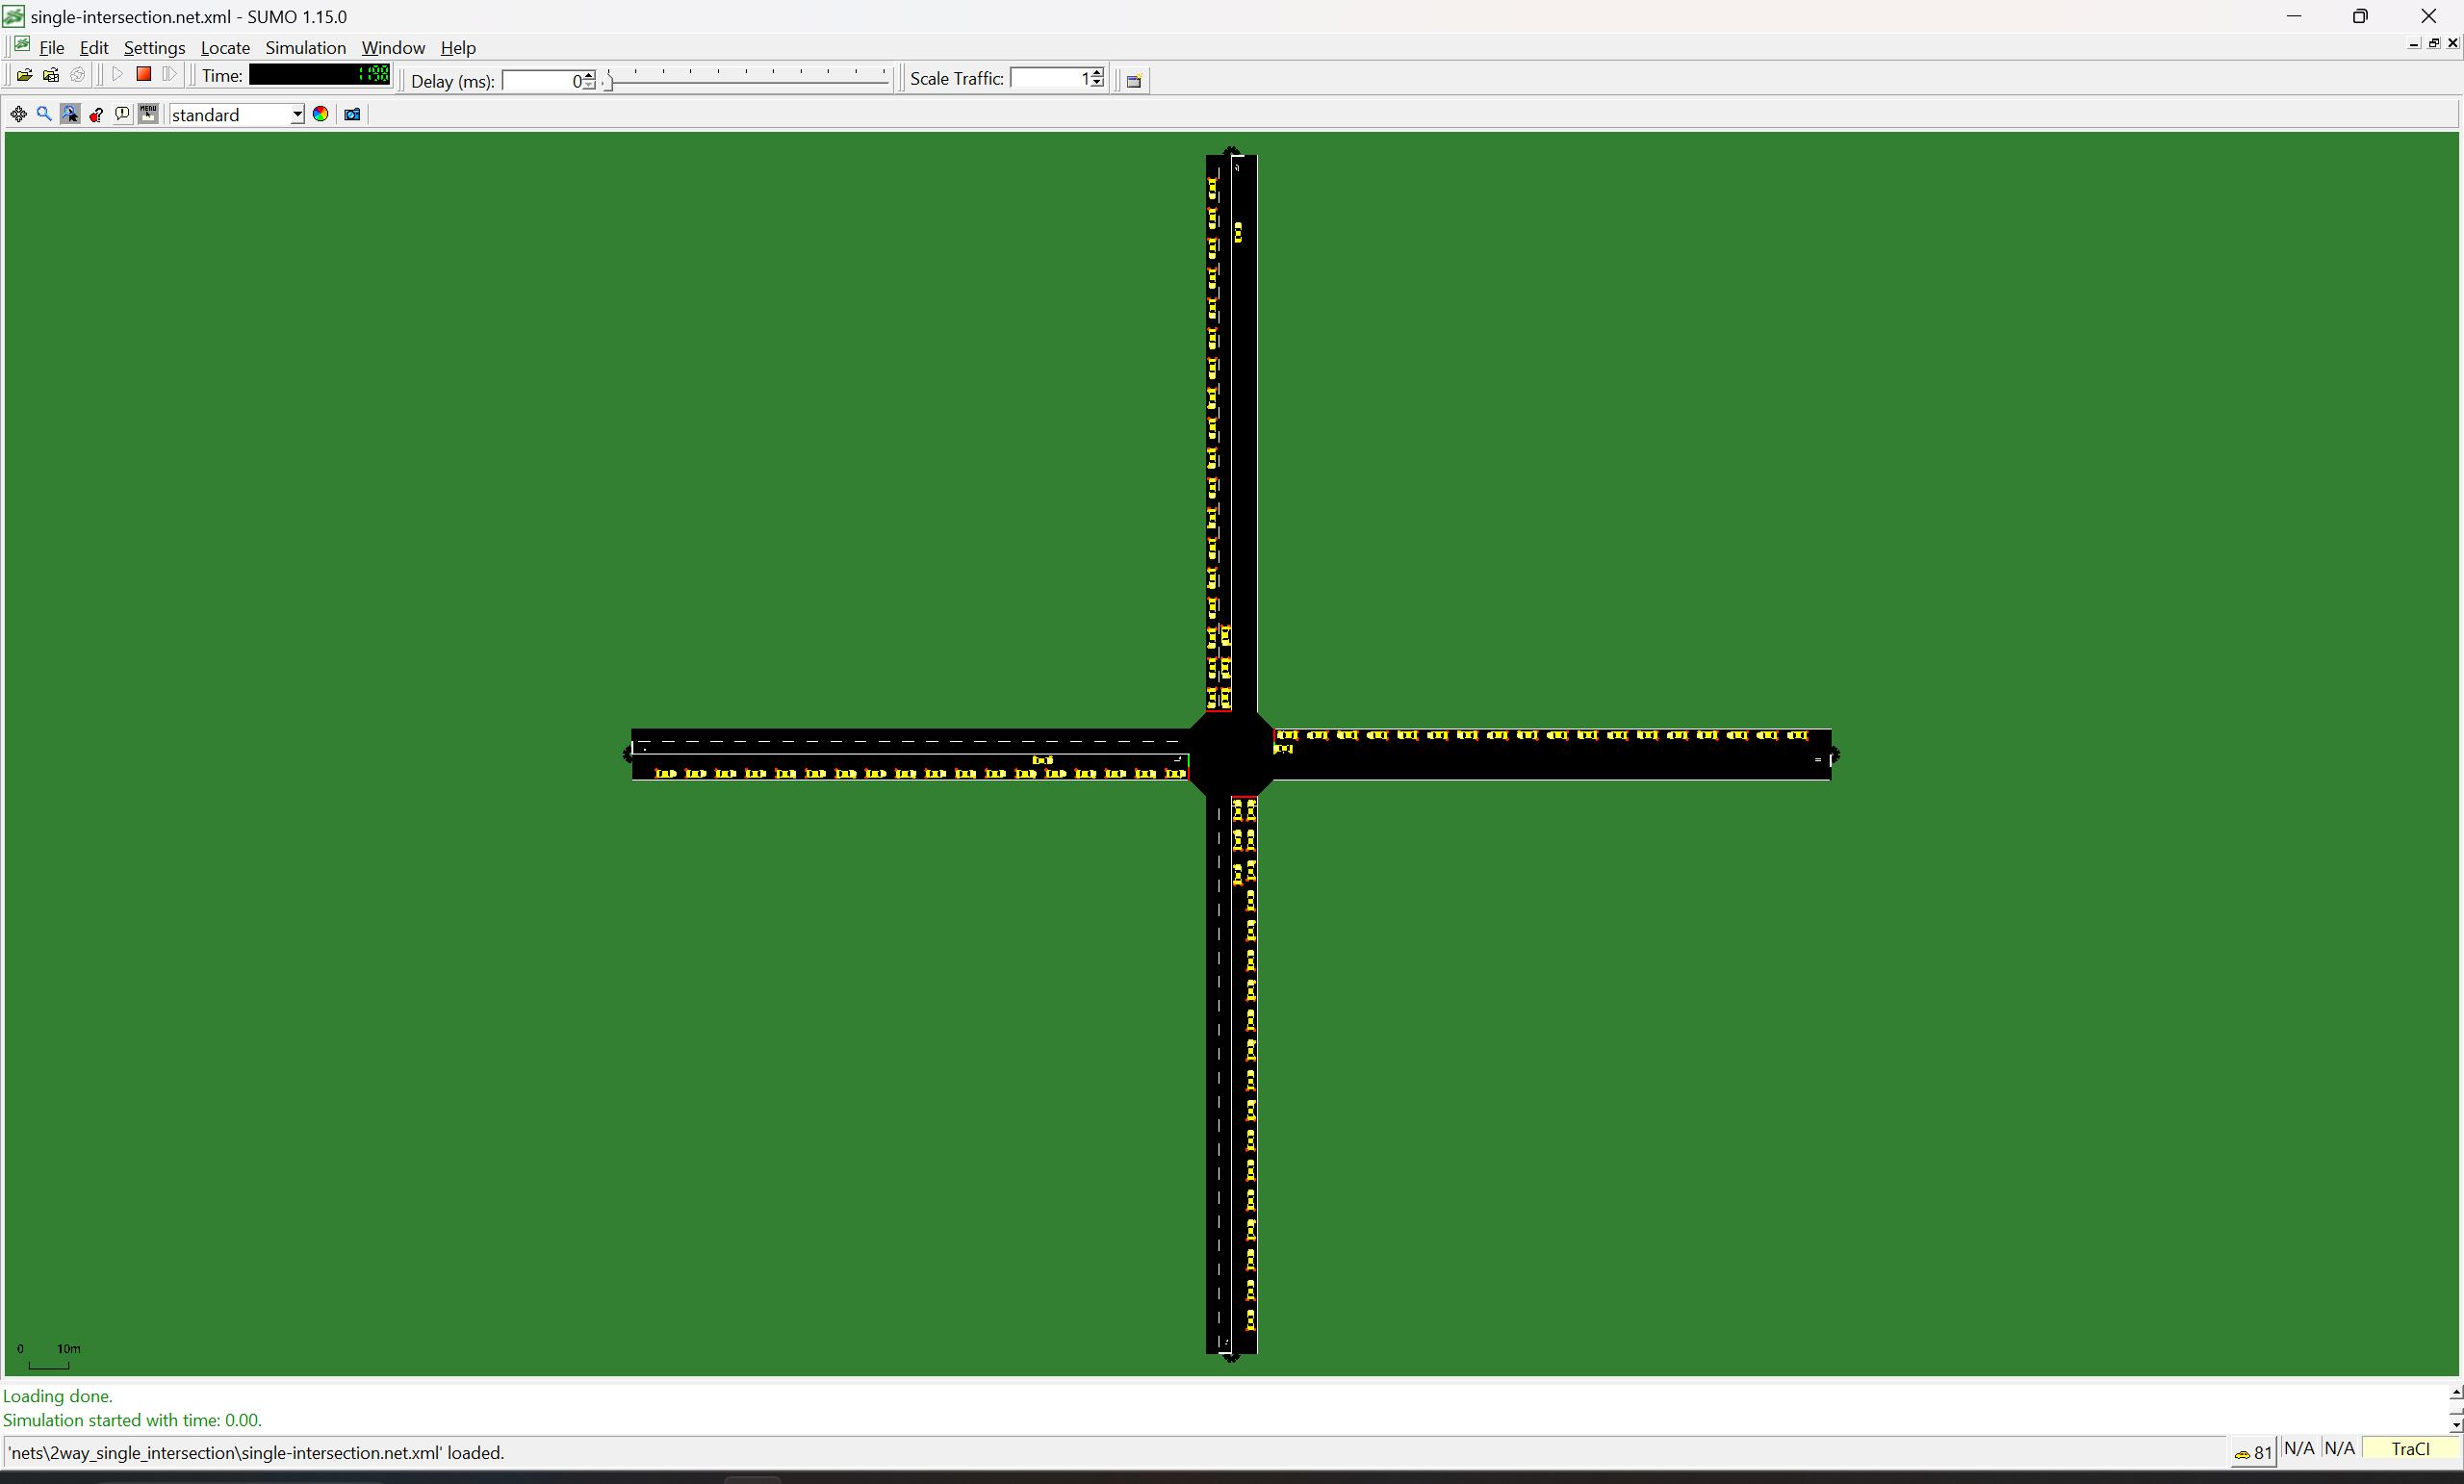 single-intersection.net.xml - SUMO 1.15.0
File Edit Settings Locate Simulation Window Help
Time: 1198 Delay (ms): 0 Scale Traffic: 1
MENU standard
0 10m
Loading done.
Simulation started with time: 0.00.
'nets\2way_single_intersection\single-intersection.net.xml' loaded. 81 N/A N/A TraCI